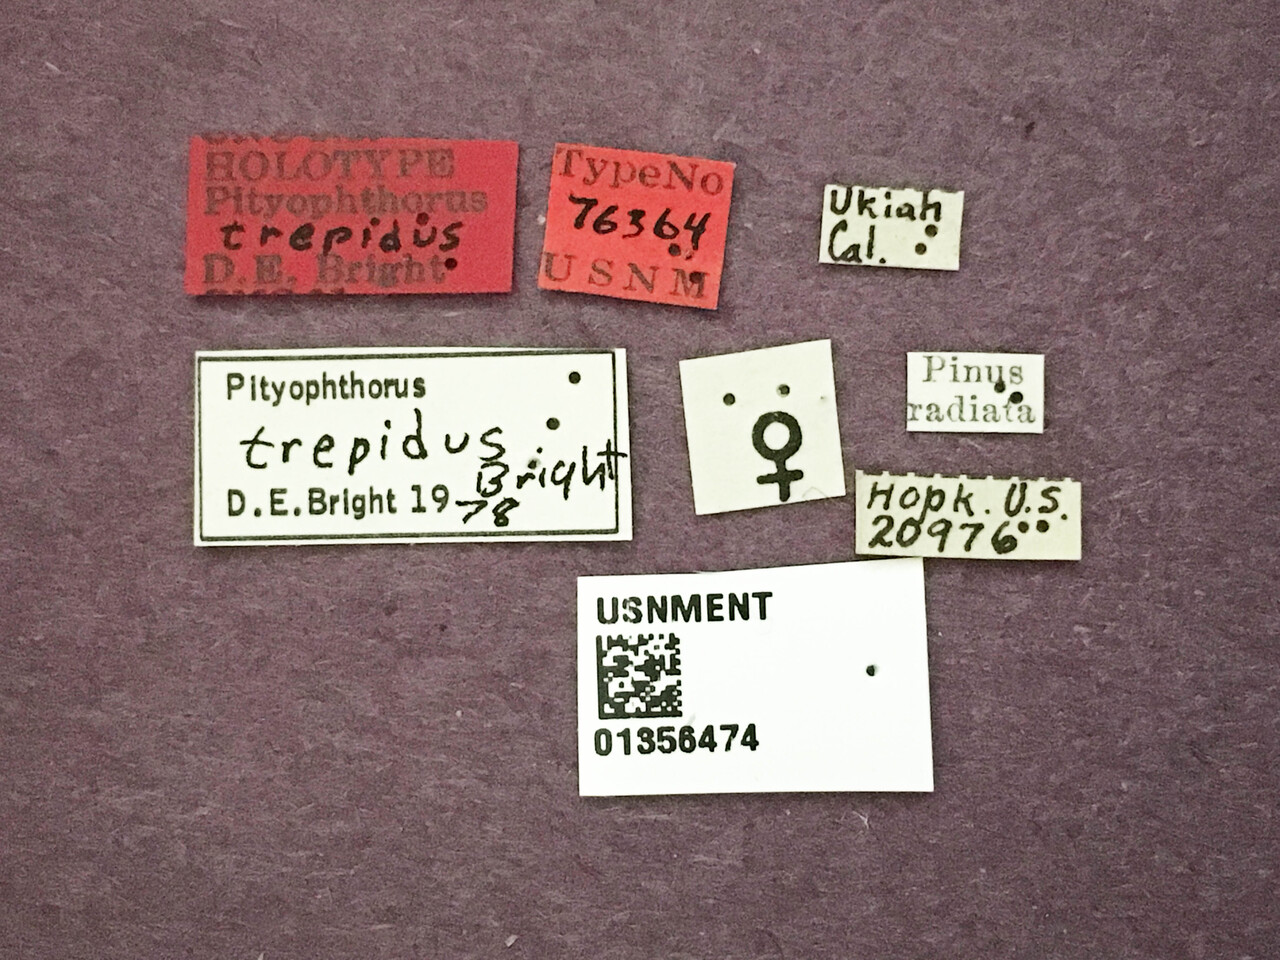 HOLOTYPE
Pityophthorus
trepidus
D.E. Bright
TypeNo
76364
USNM
Ukiah
Cal.
Pityophthorus
trepidus
Bright
D.E.Bright 1978
♀
Pinus
radiata
Hopk. U.S.
20976
USNMENT
01356474